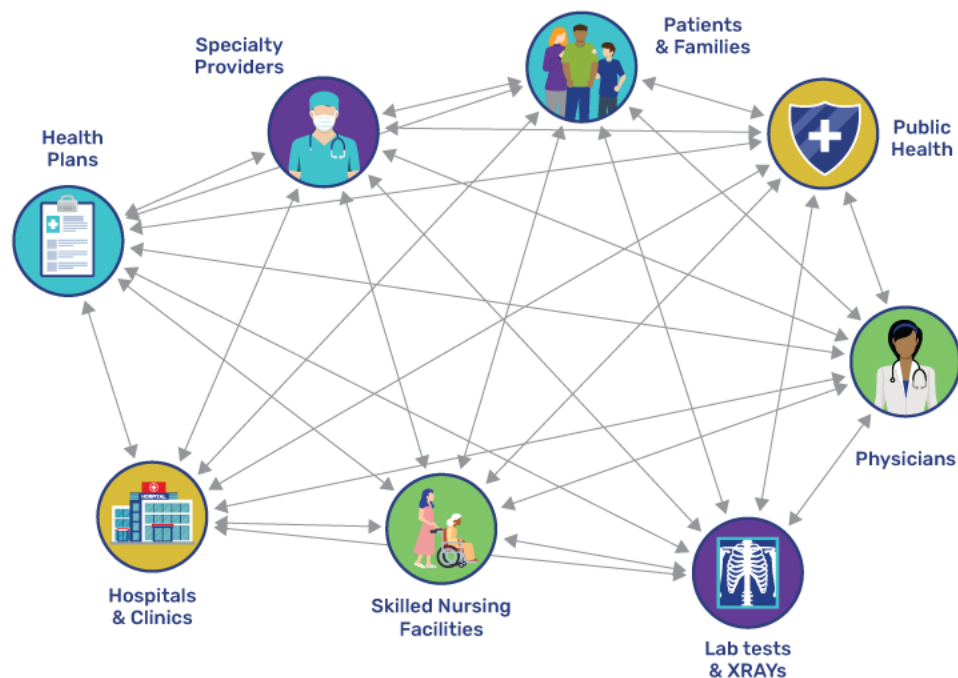 Patients
& Families
Specialty
Providers
Public
Health
Health
Plans
Physicians
HOSPITAL
Hospitals
& Clinics
Skilled Nursing
Facilities
Lab tests
& XRAYs